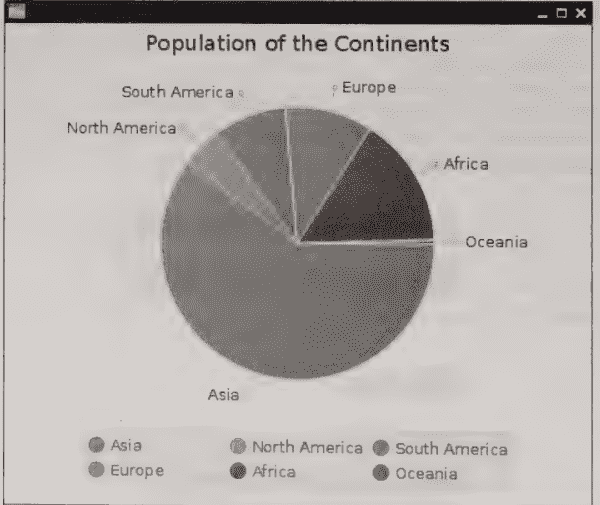 Population of the Continents
South America
Europe
North America
Africa
Oceania
Asia
Asia
North America
South America
Europe
Africa
Oceania